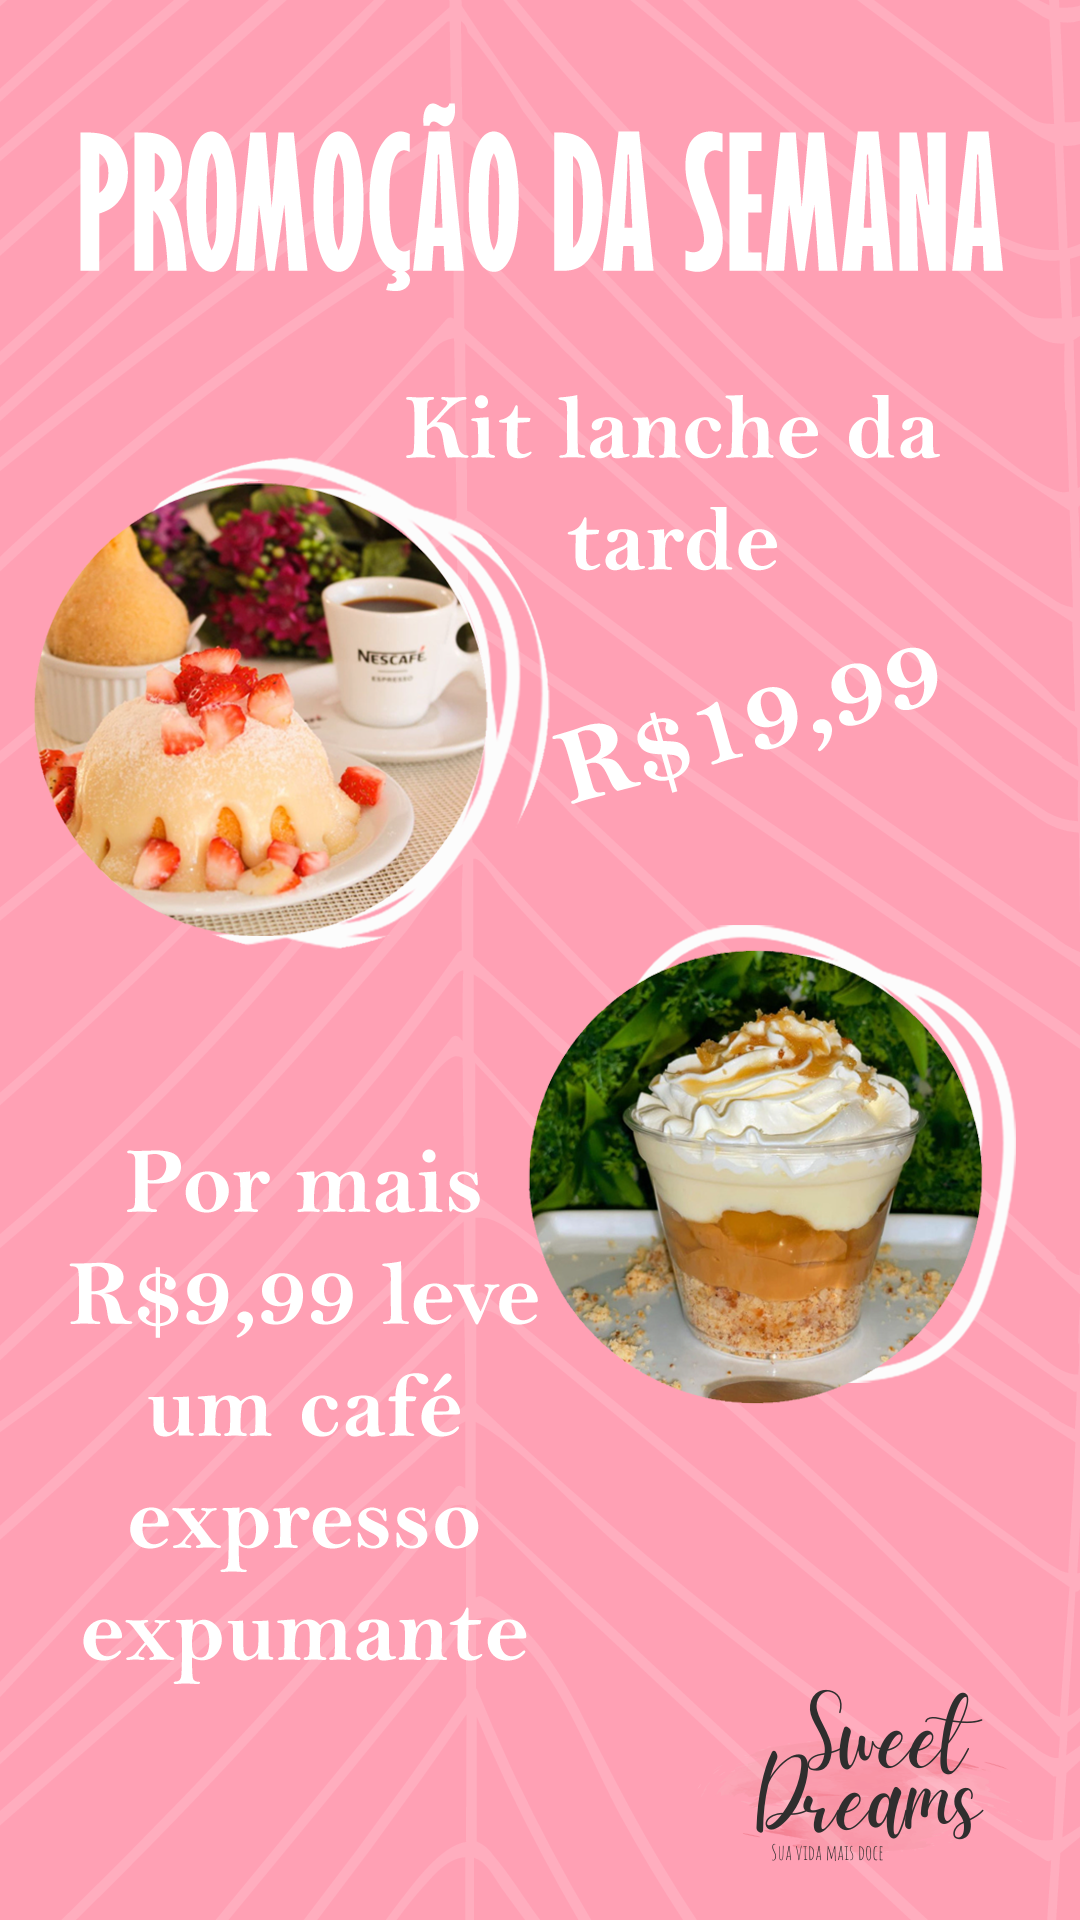 PROMOÇÃO DA SEMANA
Kit lanche da
tarde
NESCAFÉ
ESPRESSO
R$19,99
Por mais
R$9,99 leve
um café
expresso
expumante
Sweet
Dreams
SUA VIDA MAIS DOCE